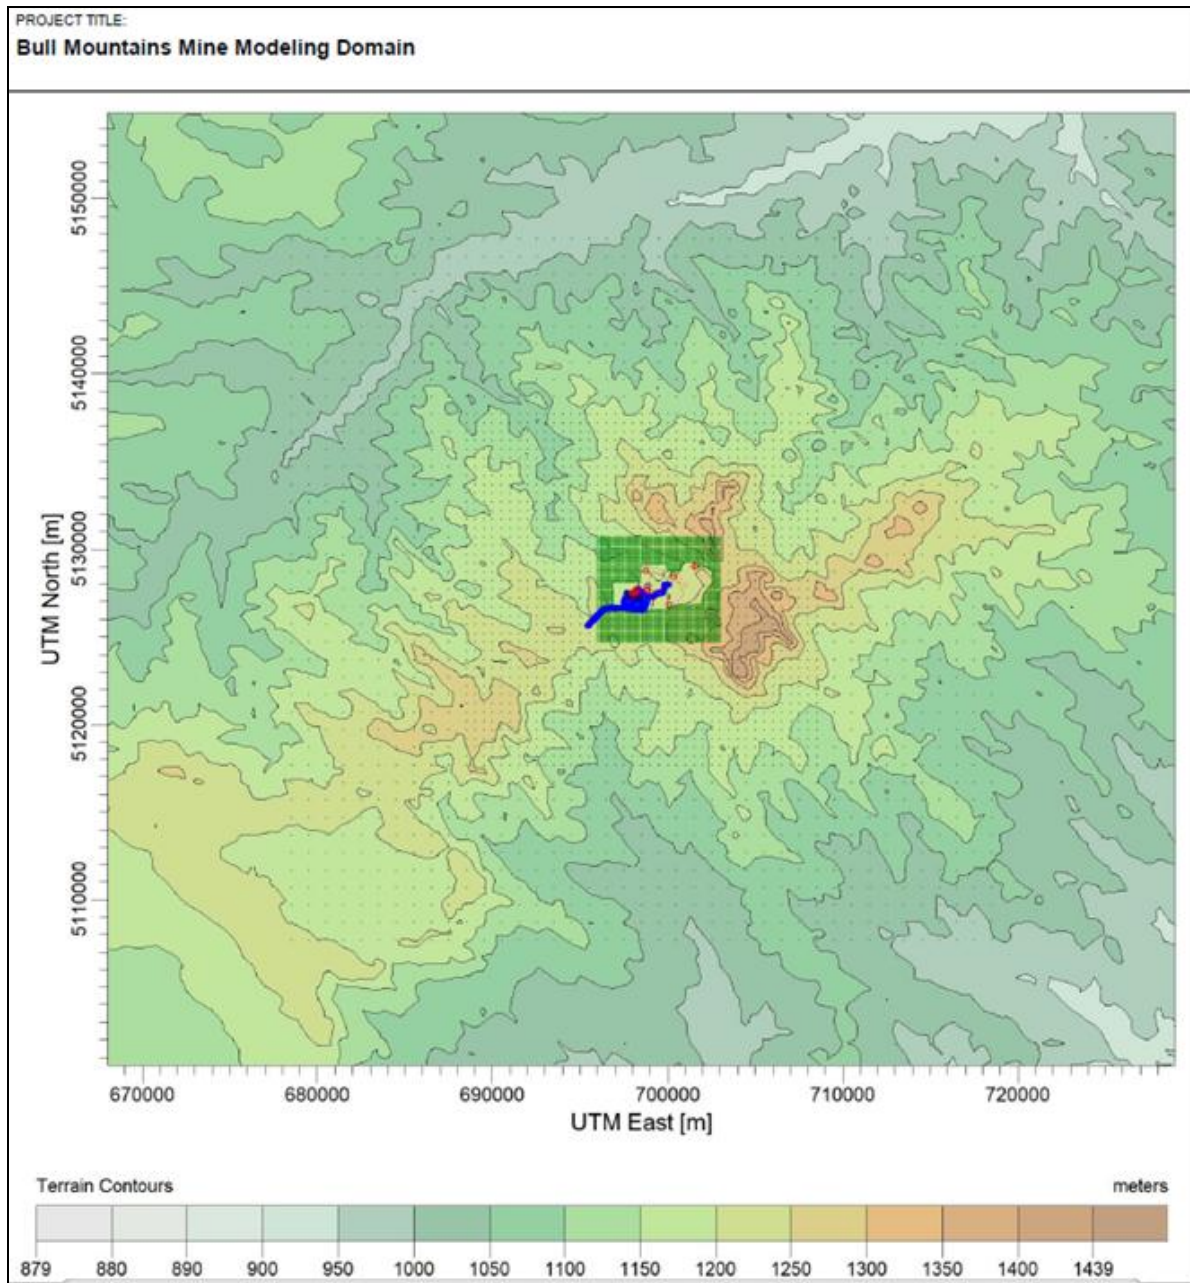 PROJECT TITLE:
Bull Mountains Mine Modeling Domain
UTM North [m]
5150000
5140000
5130000
5120000
5110000
670000 680000 690000 700000 710000 720000
UTM East [m]
Terrain Contours meters
879 880 890 900 950 1000 1050 1100 1150 1200 1250 1300 1350 1400 1439